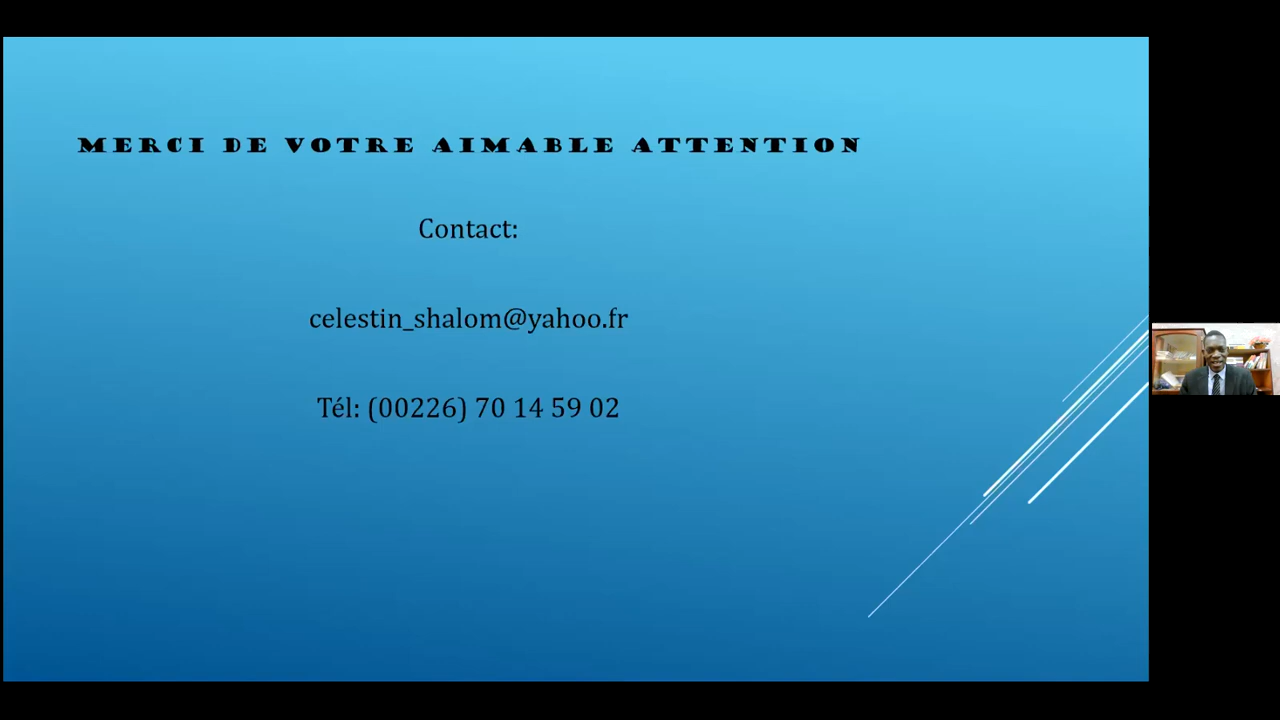 MERCI DE VOTRE AIMABLE ATTENTION
Contact:
celestin_shalom@yahoo.fr
Tél: (00226) 70 14 59 02